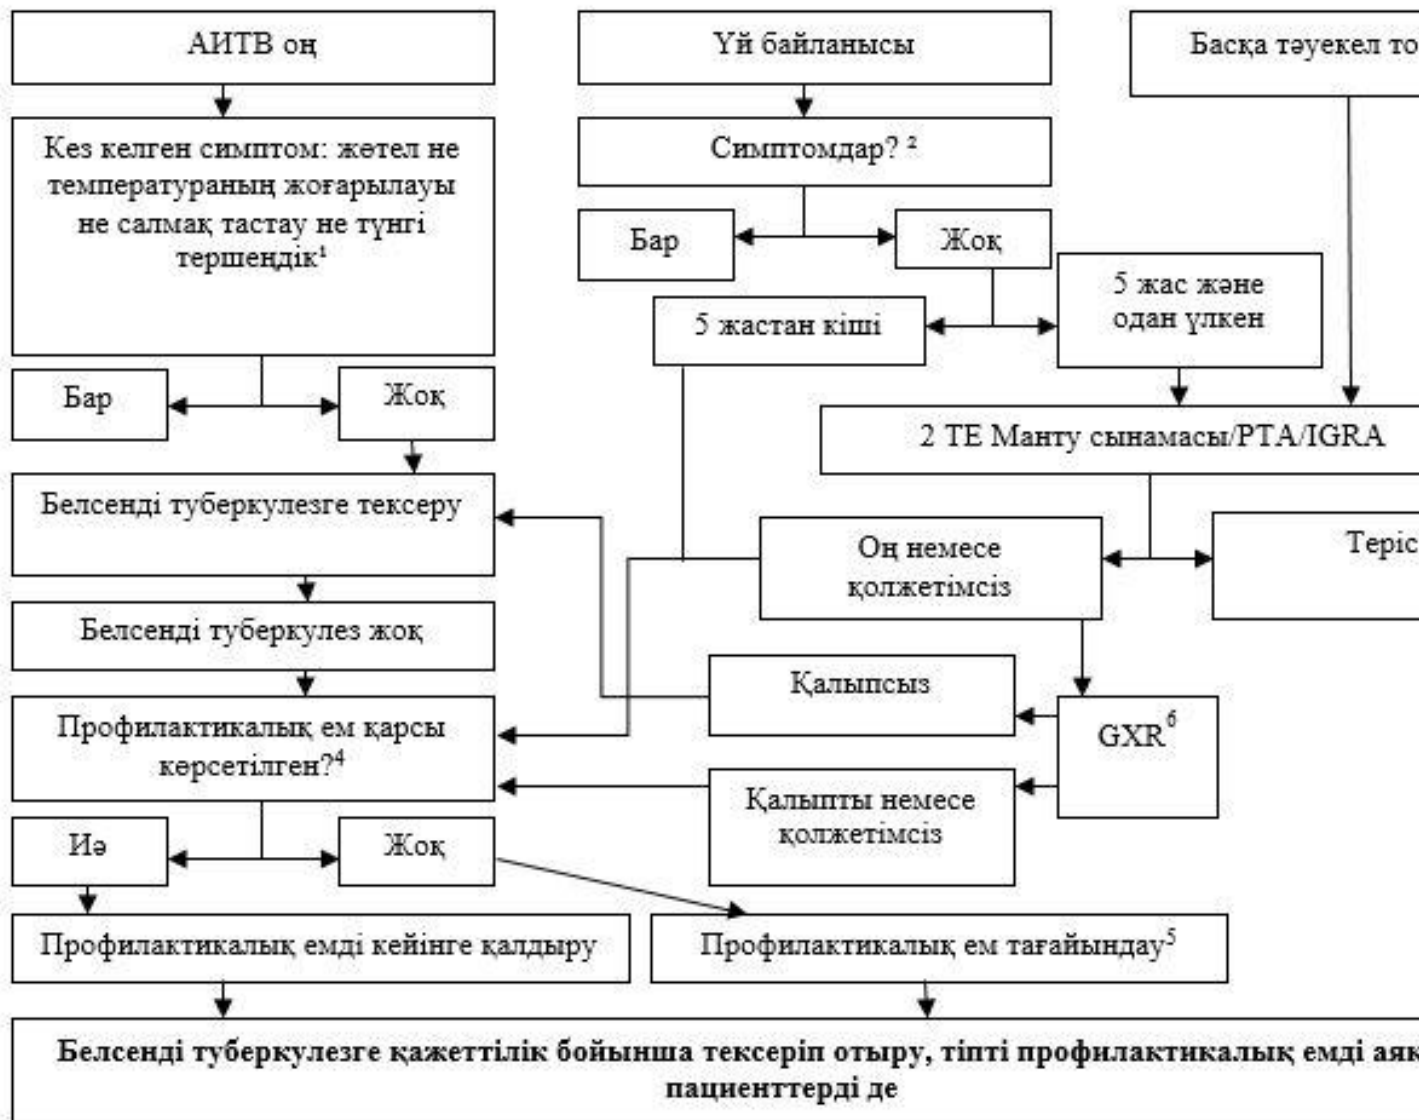 АИТВ оң
Үй байланысы
Басқа тәуекел
Кез келген симптом: жөтел не
температураның жоғарылауы
не салмақ тастау не түнгі
тершеңдік¹
Симптомдар? ²
Бар
Жоқ
5 жастан кіші
5 жас және
одан үлкен
Бар
Жоқ
2 ТЕ Манту сынамасы/РТА/IGRA
Белсенді туберкулезге тексеру
Оң немесе
қолжетімсіз
Теріс
Белсенді туберкулез жоқ
Қалыпсыз
Профилактикалық ем қарсы
көрсетілген?⁴
GXR⁶
Қалыпты немесе
қолжетімсіз
Иә
Жоқ
Профилактикалық емді кейінге қалдыру
Профилактикалық ем тағайындау⁵
Белсенді туберкулезге қажеттілік бойынша тексеріп отыру, тіпті профилактикалық емді
пациенттерді де